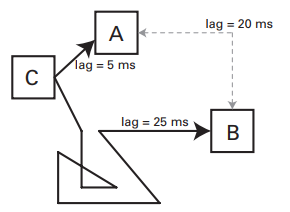 A
lag = 20 ms
C
lag = 5 ms
lag = 25 ms
B